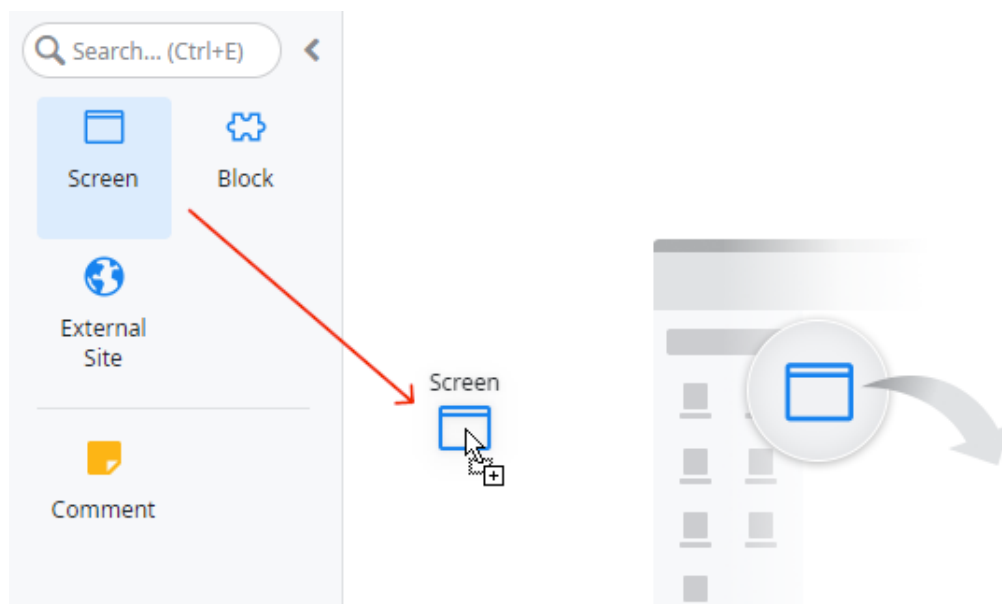 Search... (Ctrl+E)
Screen
Block
External
Site
Screen
Comment